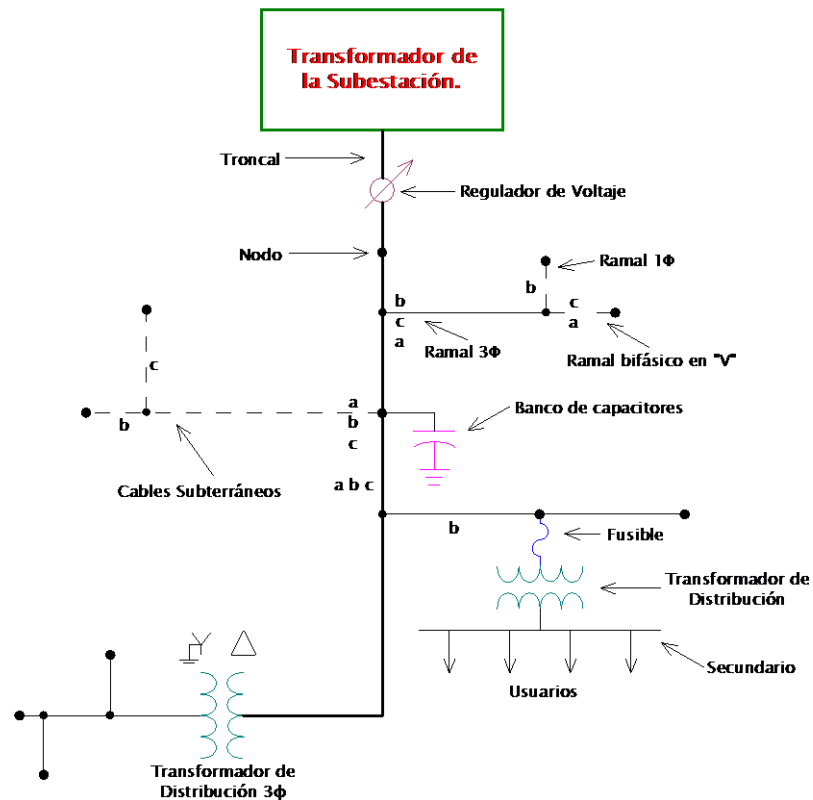 Transformador de
la Subestación.
Troncal
Regulador de Voltaje
Nodo
Ramal 1Φ
b
c
a
b
c
a
Ramal 3Φ
Ramal bifásico en "V"
c
b
a
b
c
Banco de capacitores
Cables Subterráneos
a b c
b
Fusible
Transformador de
Distribución
Secundario
Usuarios
Transformador de
Distribución 3ϕ